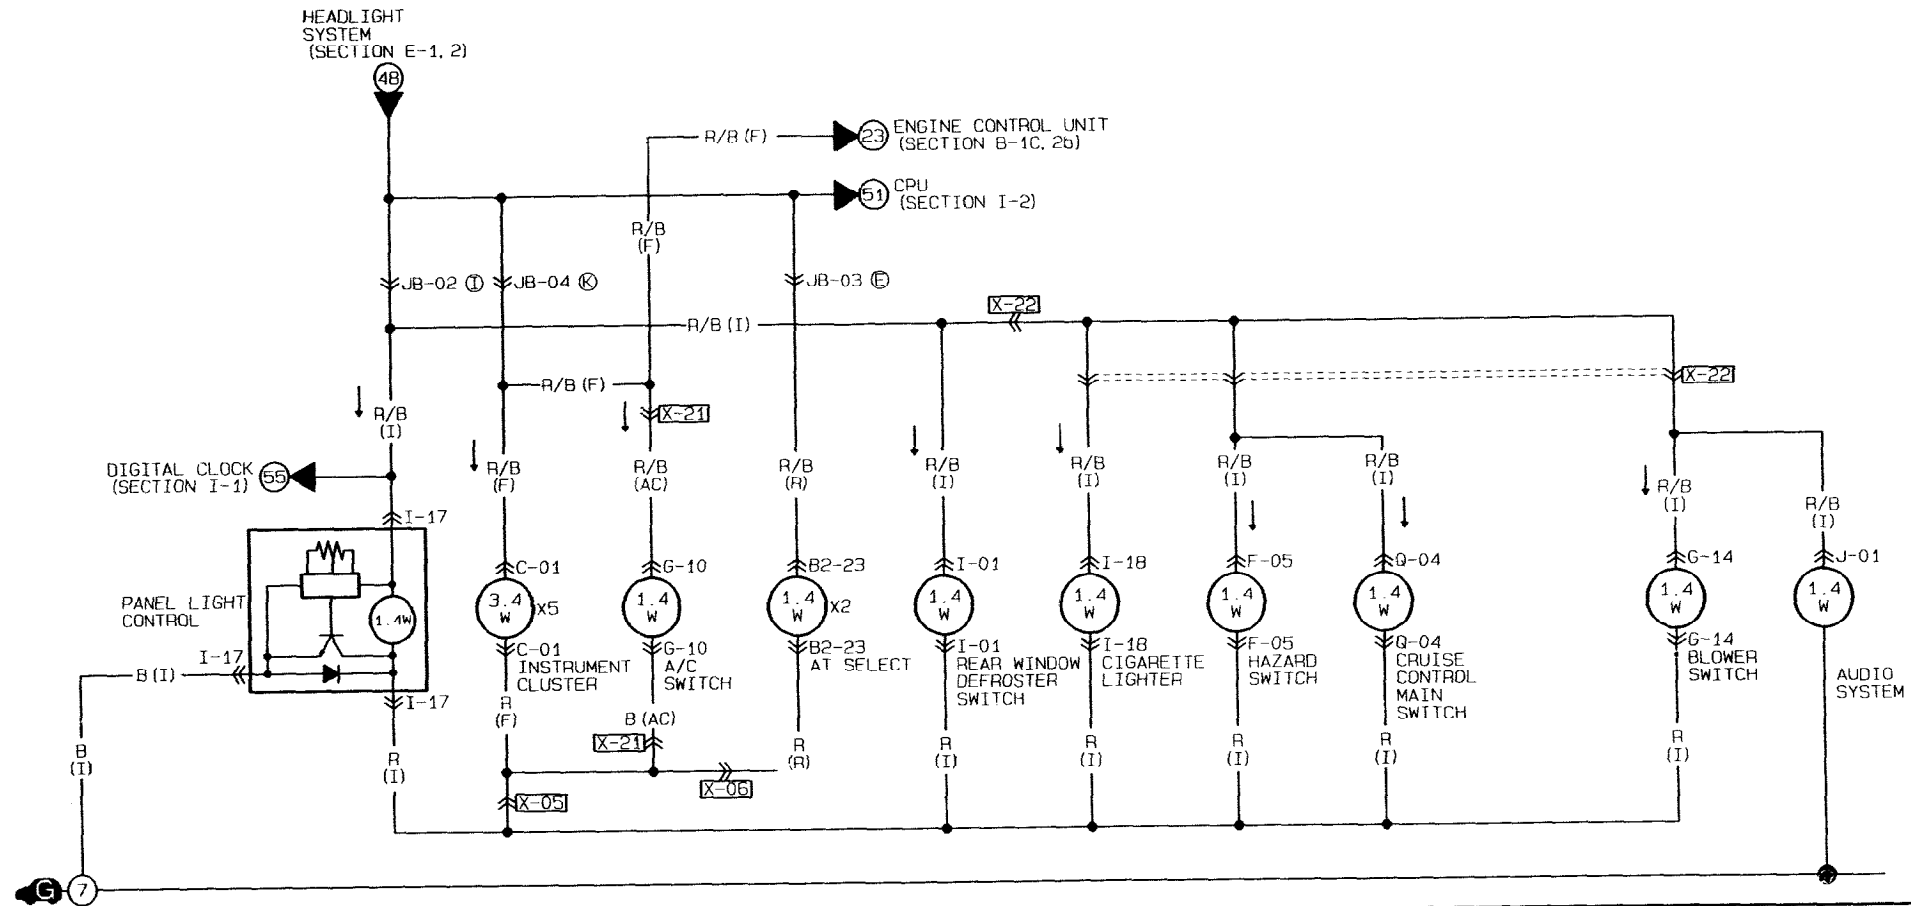 HEADLIGHT
SYSTEM
(SECTION E-1, 2)
48
R/B (F)
23
ENGINE CONTROL UNIT
(SECTION B-1C, 2b)
51
CPU
(SECTION I-2)
R/B
(F)
JB-02 I
JB-04 K
JB-03 E
X-22
R/B (I)
R/B (F)
X-22
X-21
R/B
(I)
DIGITAL CLOCK
(SECTION I-1)
55
R/B
(F)
R/B
(AC)
R/B
(R)
R/B
(I)
R/B
(I)
R/B
(I)
R/B
(I)
R/B
(I)
R/B
(I)
I-17
C-01
G-10
B2-23
I-01
I-18
F-05
Q-04
G-14
J-01
PANEL LIGHT
CONTROL
1.4W
3.4
W
X5
1.4
W
1.4
W
X2
1.4
W
1.4
W
1.4
W
1.4
W
1.4
W
1.4
W
I-17
B (I)
I-17
C-01
INSTRUMENT
CLUSTER
G-10
A/C
SWITCH
B2-23
AT SELECT
I-01
REAR WINDOW
DEFROSTER
SWITCH
I-18
CIGARETTE
LIGHTER
F-05
HAZARD
SWITCH
Q-04
CRUISE
CONTROL
MAIN
SWITCH
G-14
BLOWER
SWITCH
AUDIO
SYSTEM
B
(I)
R
(I)
R
(F)
B (AC)
X-21
R
(R)
R
(I)
R
(I)
R
(I)
R
(I)
R
(I)
X-06
X-05
G
7